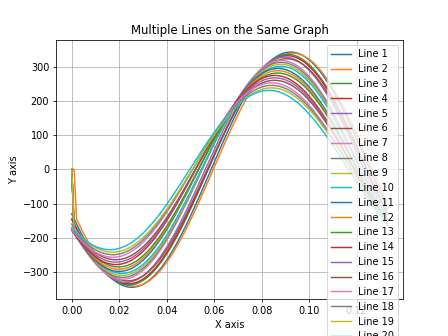 Multiple Lines on the Same Graph
Y axis
300
200
100
0
−100
−200
−300
0.00
0.02
0.04
0.06
0.08
0.10
X axis
Line 1
Line 2
Line 3
Line 4
Line 5
Line 6
Line 7
Line 8
Line 9
Line 10
Line 12
Line 13
Line 14
Line 15
Line 16
Line 17
Line 18
Line 19
Line 20